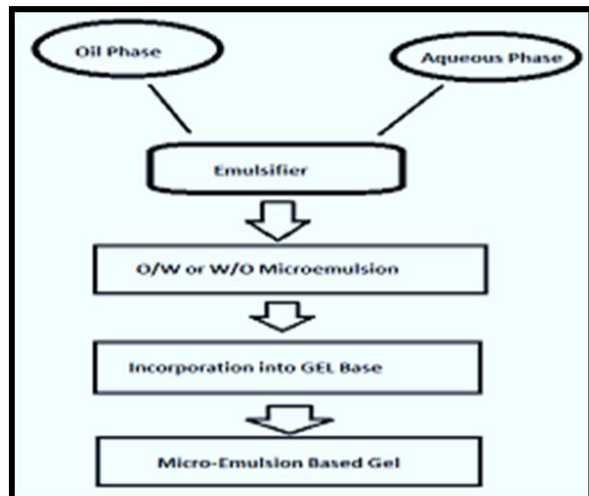 Oil Phase
Aqueous Phase
Emulsifier
O/W or W/O Microemulsion
Incorporation into GEL Base
Micro-Emulsion Based Gel